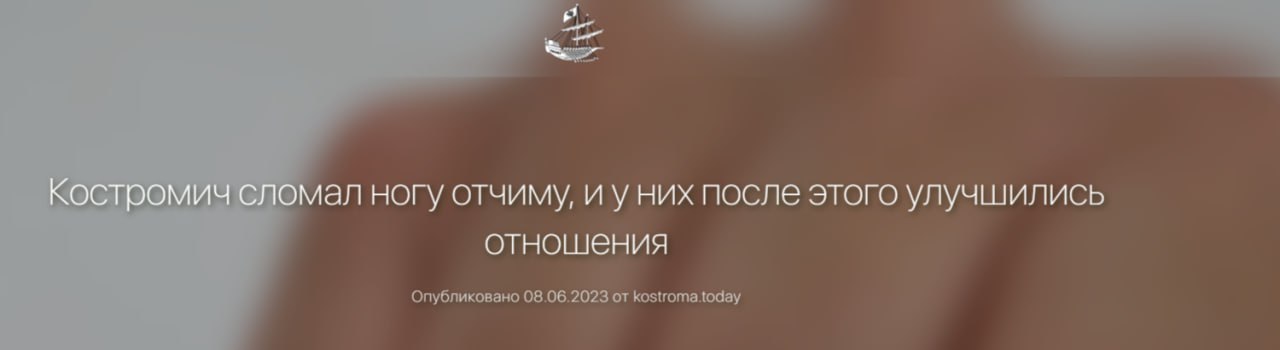 Костромич сломал ногу отчиму, и у них после этого улучшились
отношения
Опубликовано 08.06.2023 от kostroma.today